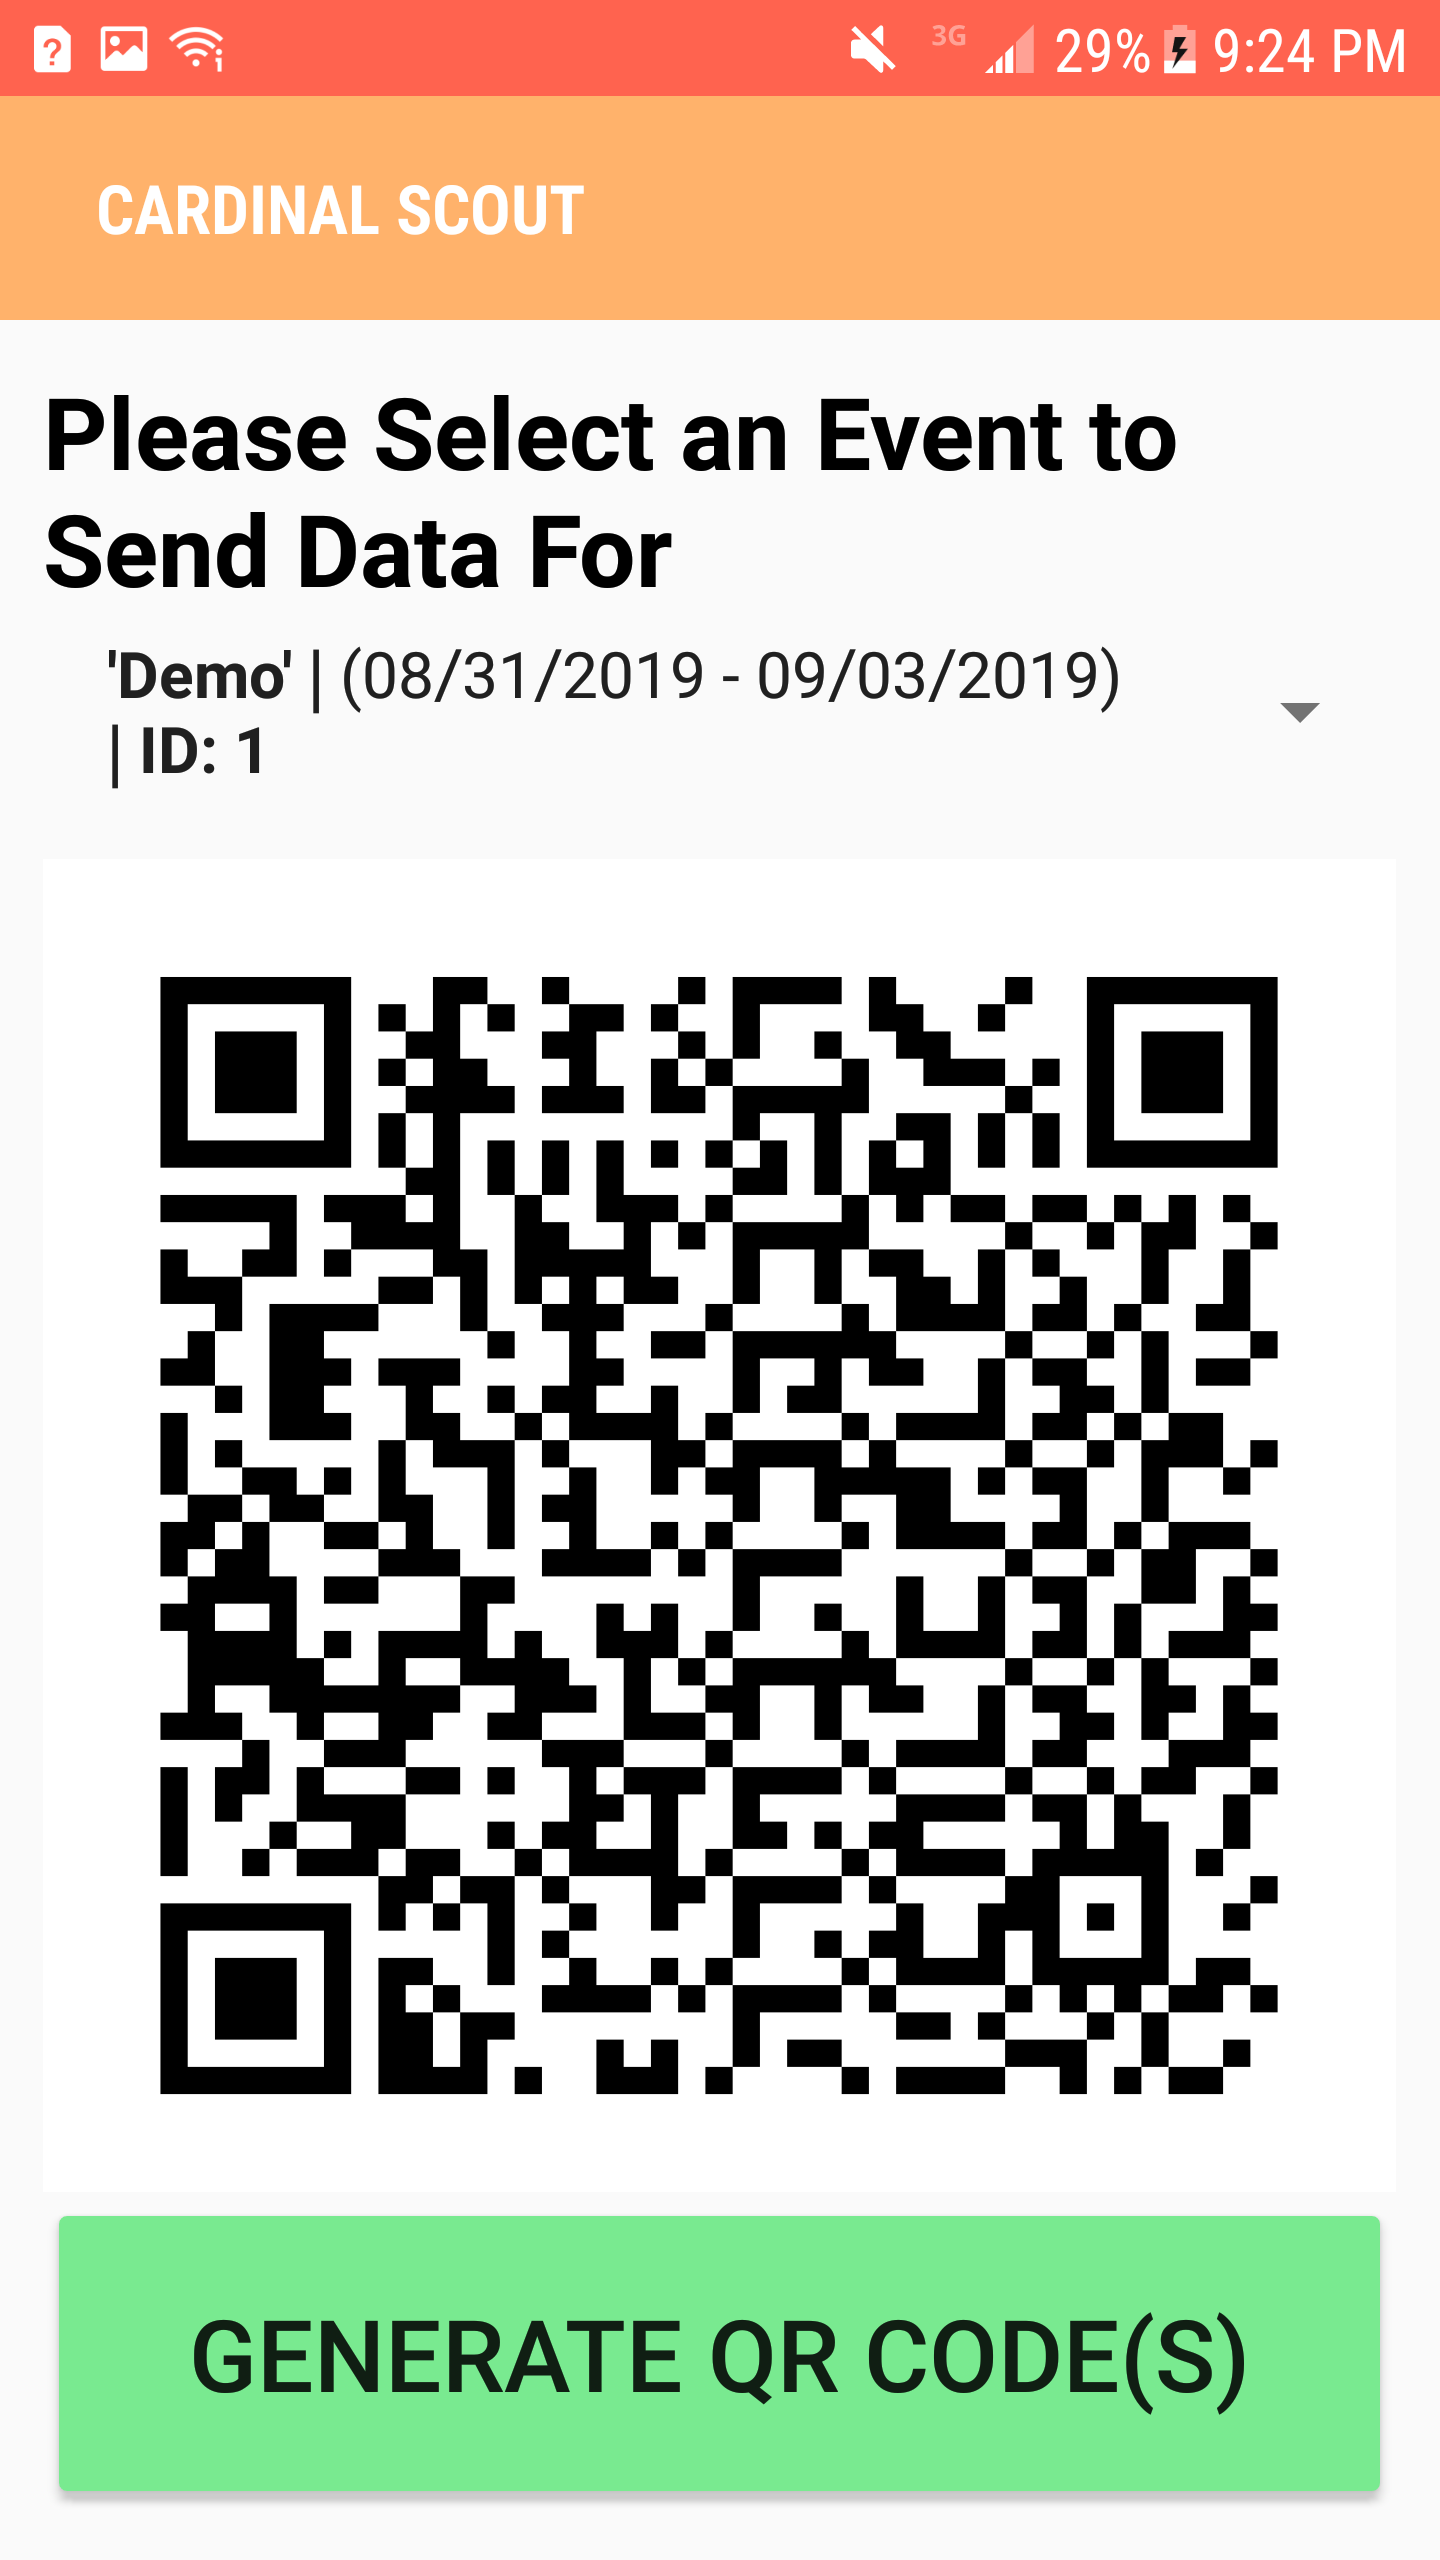 3G 29% 9:24 PM
CARDINAL SCOUT
Please Select an Event to
Send Data For
'Demo' | (08/31/2019 - 09/03/2019)
| ID: 1
GENERATE QR CODE(S)